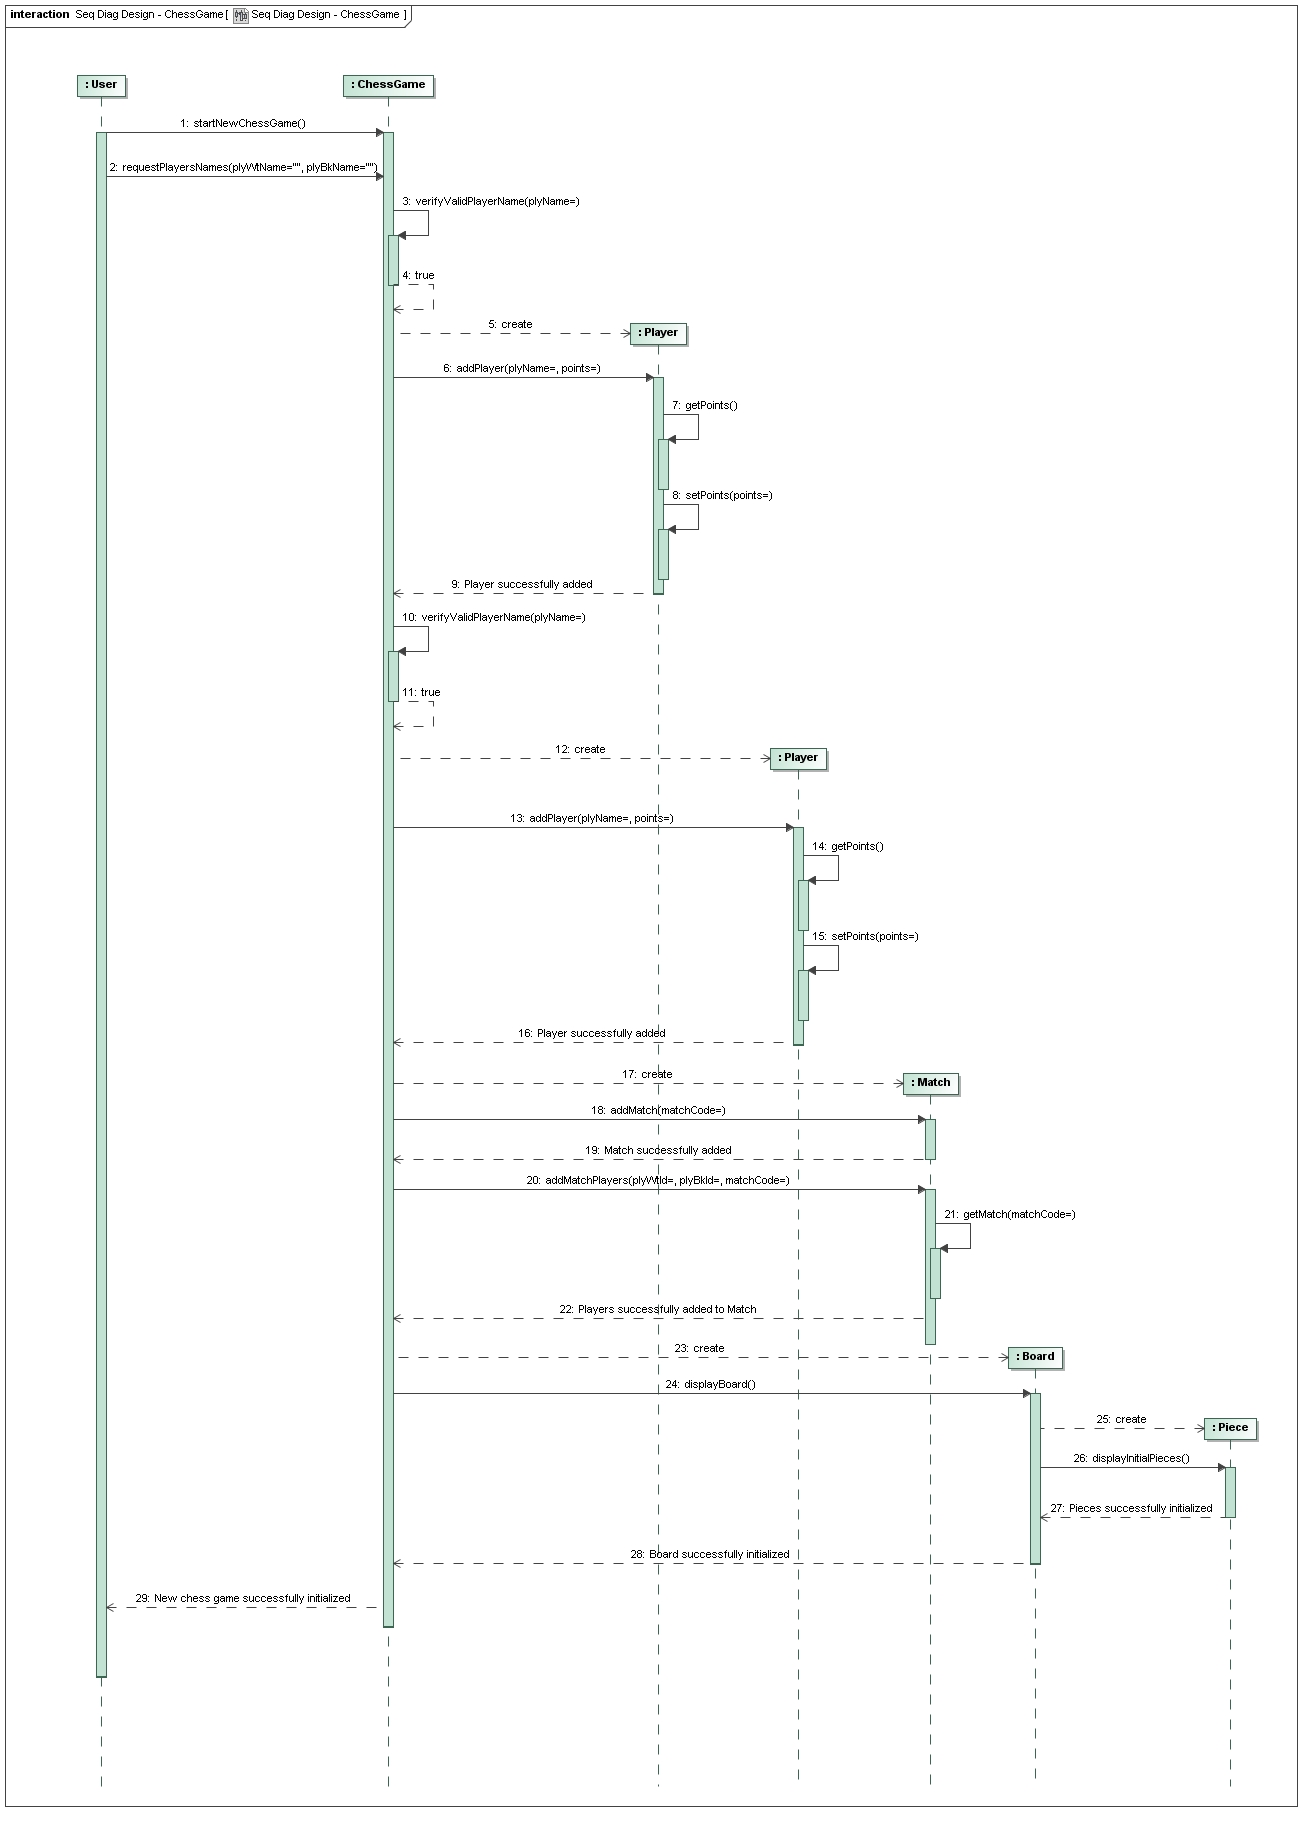 interaction Seq Diag Design - ChessGame [ Seq Diag Design - ChessGame ]
: User
: ChessGame
1: startNewChessGame()
2: requestPlayersNames(plyWtName="", plyBkName="")
3: verifyValidPlayerName(plyName=)
4: true
5: create
: Player
6: addPlayer(plyName=, points=)
7: getPoints()
8: setPoints(points=)
9: Player successfully added
10: verifyValidPlayerName(plyName=)
11: true
12: create
: Player
13: addPlayer(plyName=, points=)
14: getPoints()
15: setPoints(points=)
16: Player successfully added
17: create
: Match
18: addMatch(matchCode=)
19: Match successfully added
20: addMatchPlayers(plyWtId=, plyBkId=, matchCode=)
21: getMatch(matchCode=)
22: Players successfully added to Match
23: create
: Board
24: displayBoard()
25: create
: Piece
26: displayInitialPieces()
27: Pieces successfully initialized
28: Board successfully initialized
29: New chess game successfully initialized